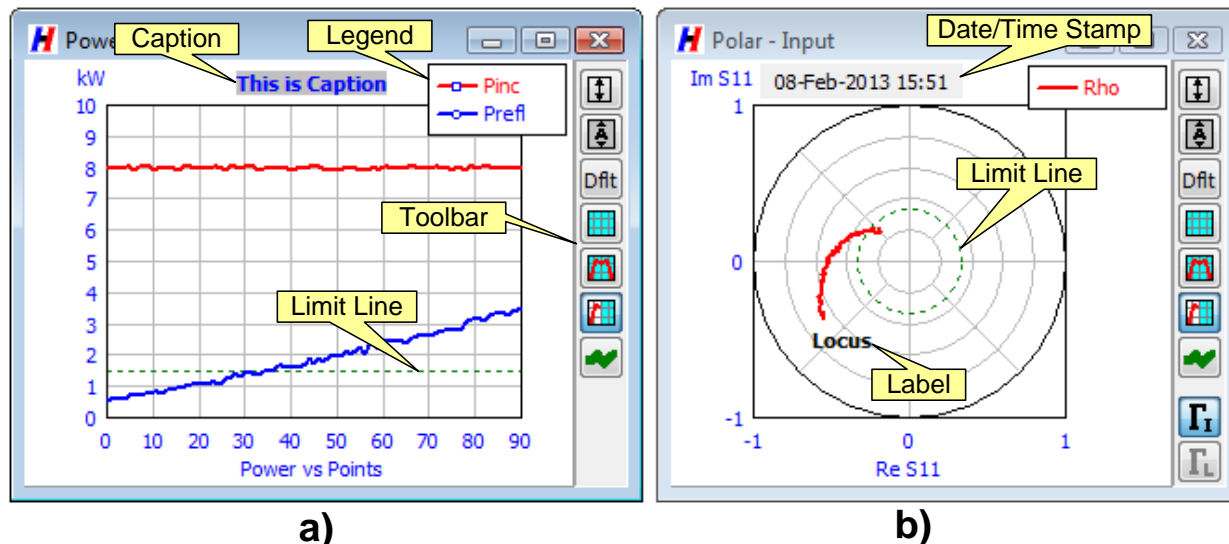 Powe
Caption
Legend
kW
This is Caption
Pinc
Prefl
10
9
8
7
6
5
4
3
2
1
0
Toolbar
Limit Line
Dflt
0 10 20 30 40 50 60 70 80 90
Power vs Points
a)
Polar - Input
Date/Time Stamp
Im S11
08-Feb-2013 15:51
Rho
1
0
-1
Limit Line
Locus
Label
Dflt
-1 0 1
Re S11
ΓI
ΓL
b)